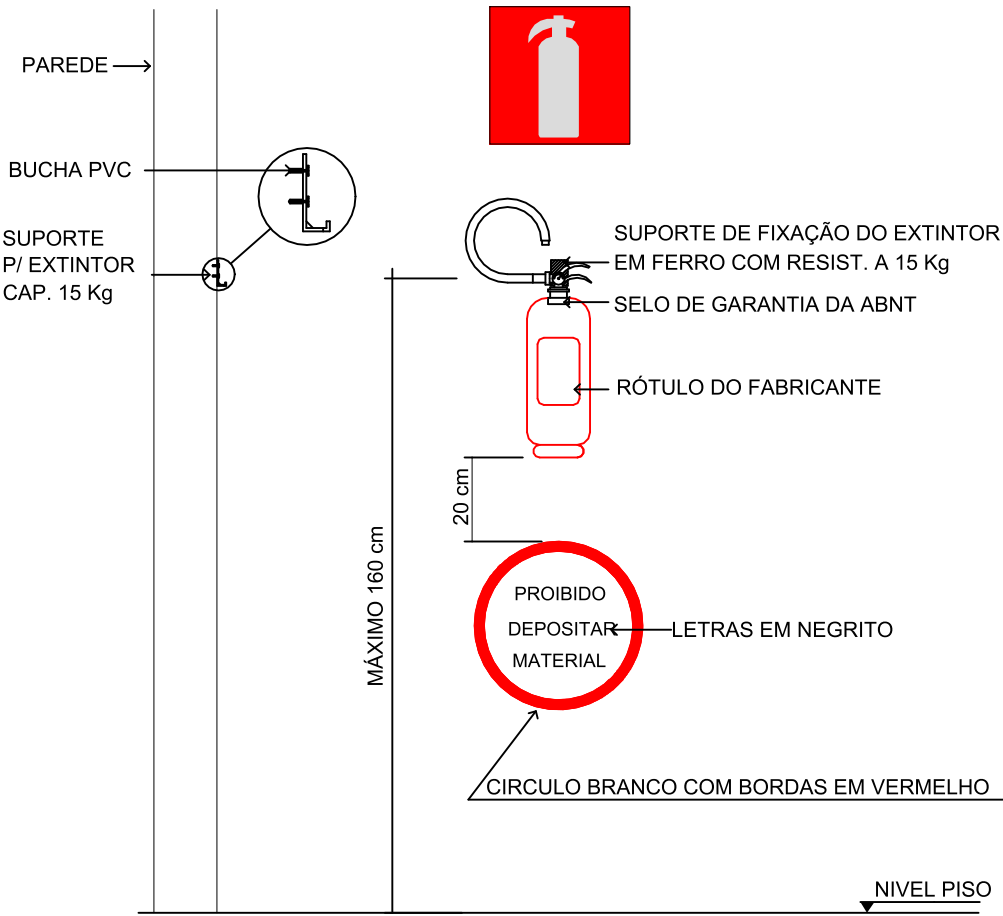 PAREDE
BUCHA PVC
SUPORTE
P/ EXTINTOR
CAP. 15 Kg
SUPORTE DE FIXAÇÃO DO EXTINTOR
EM FERRO COM RESIST. A 15 Kg
SELO DE GARANTIA DA ABNT
RÓTULO DO FABRICANTE
20 cm
MÁXIMO 160 cm
PROIBIDO
DEPOSITAR
MATERIAL
LETRAS EM NEGRITO
CIRCULO BRANCO COM BORDAS EM VERMELHO
NIVEL PISO